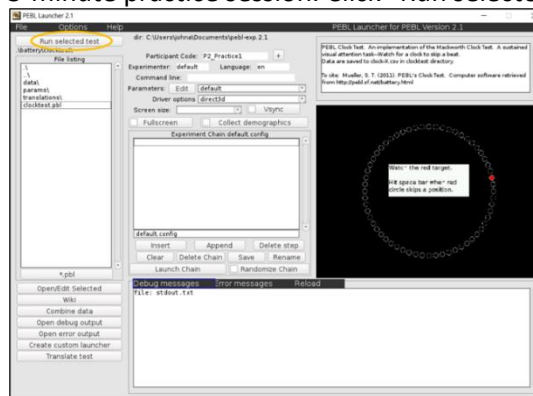 5-minute practice session. Click "Run selecte
PEBL Launcher 2.1
File Options Help PEBL Launcher for PEBL Version 2.1
Run selected test
dir: C:\Users\johna\Documents\pebl-exp.2.1
File listng
.\
..\
data\
params\
translations\
clocktest.pbl
*.pbl
Open/Edit Selected
Wiki
Combine data
Open debug output
Open error output
Create custom launcher
Translate test
Participant Code: P2_Practice1 +
Experimenter: default Language: en
Command line:
Parameters: Edit (default)
Driver options direct3d
Screen size: Vsync
Fullscreen Collect demographics
Experiment Chain default.config
default.config
Insert Append Delete step
Clear Delete Chain Save Rename
Launch Chain Randomize Chain
PEBL Clock Test. An implementation of the Mackworth Clock Test. A sustained
visual attention task--Watch for a clock to skip a beat.
Data are saved to clock-X.csv in clocktest directory.
To cite: Mueller, S. T. (2011). PEBL's Clock Test. Computer software retrieved
from http://pebl.sf.net/battery.html
Watch the red target.
Hit space bar when red
circle skips a position.
Debug messages Error messages Reload
file: stdout.txt